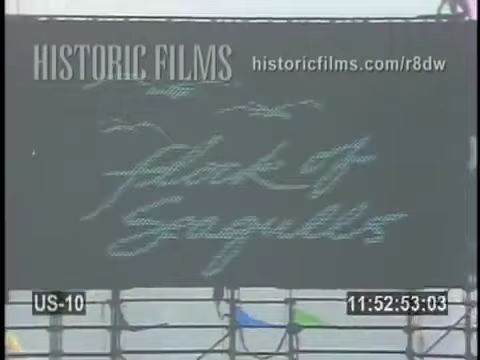 HISTORIC FILMS
historicfilms.com/r8dw
Flock of
Seagulls
US-10
11:52:53:03